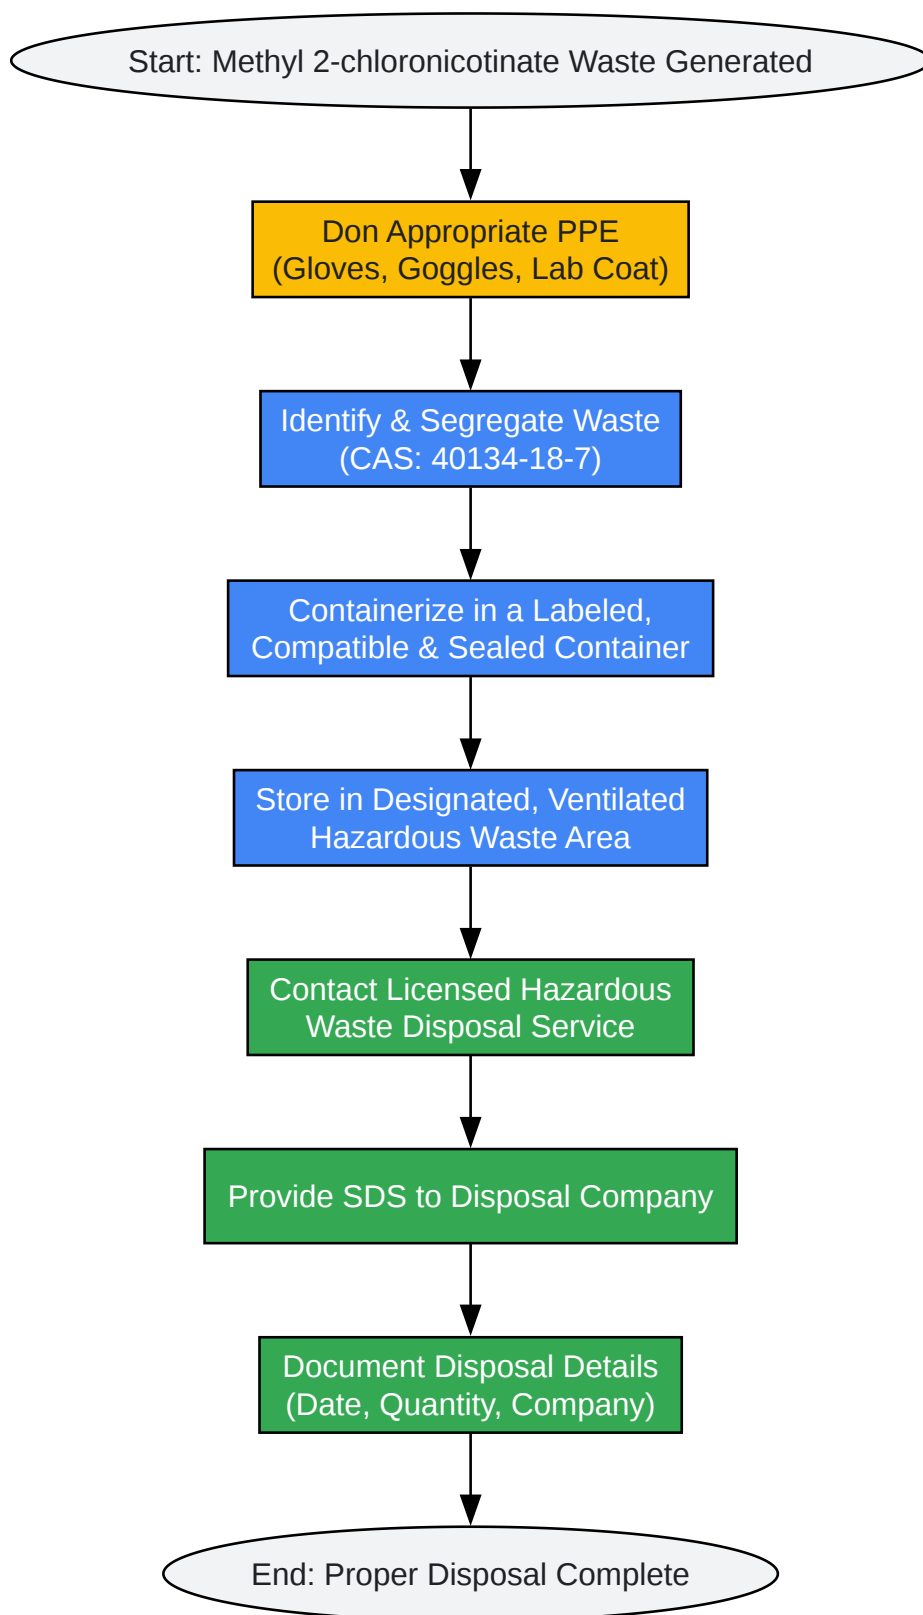 Start: Methyl 2-chloronicotinate Waste Generated
Don Appropriate PPE
(Gloves, Goggles, Lab Coat)
Identify & Segregate Waste
(CAS: 40134-18-7)
Containerize in a Labeled,
Compatible & Sealed Container
Store in Designated, Ventilated
Hazardous Waste Area
Contact Licensed Hazardous
Waste Disposal Service
Provide SDS to Disposal Company
Document Disposal Details
(Date, Quantity, Company)
End: Proper Disposal Complete